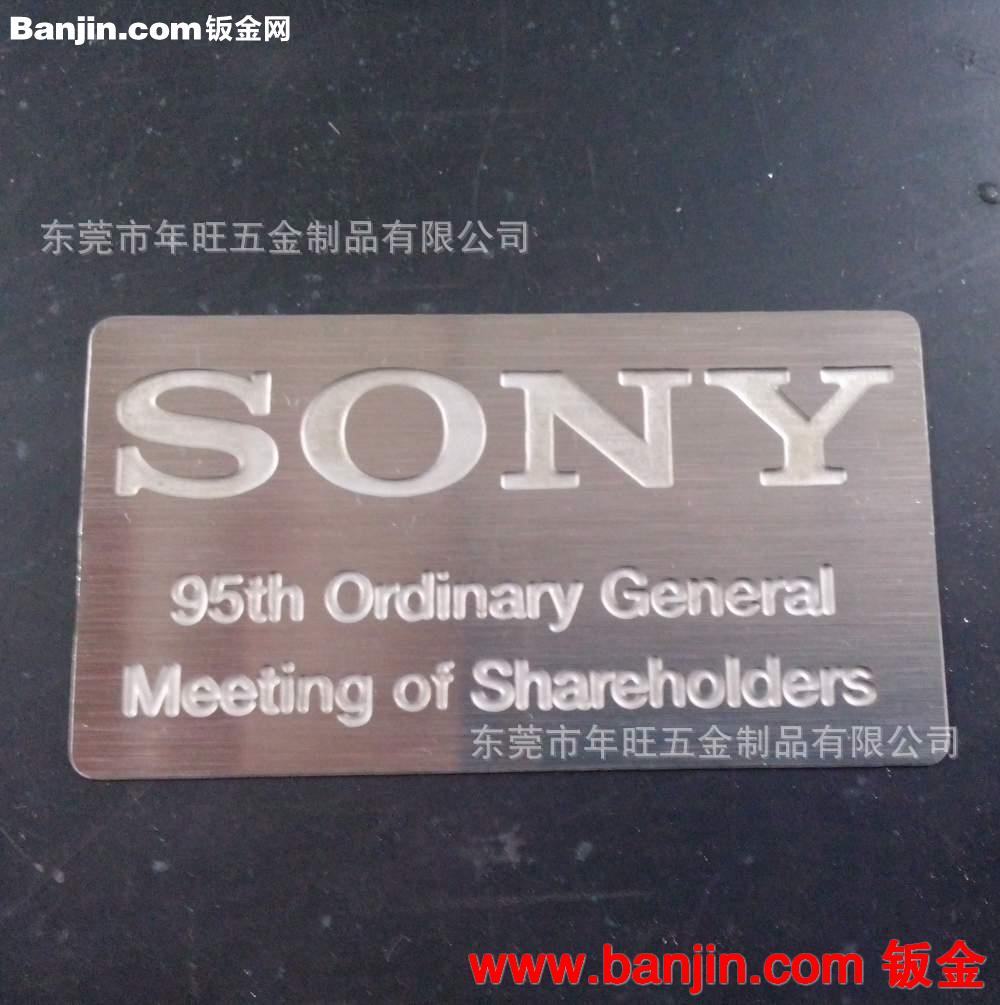 Banjin.com钣金网
东莞市年旺五金制品有限公司
SONY
95th Ordinary General
Meeting of Shareholders
东莞市年旺五金制品有限公司
www.banjin.com 钣金